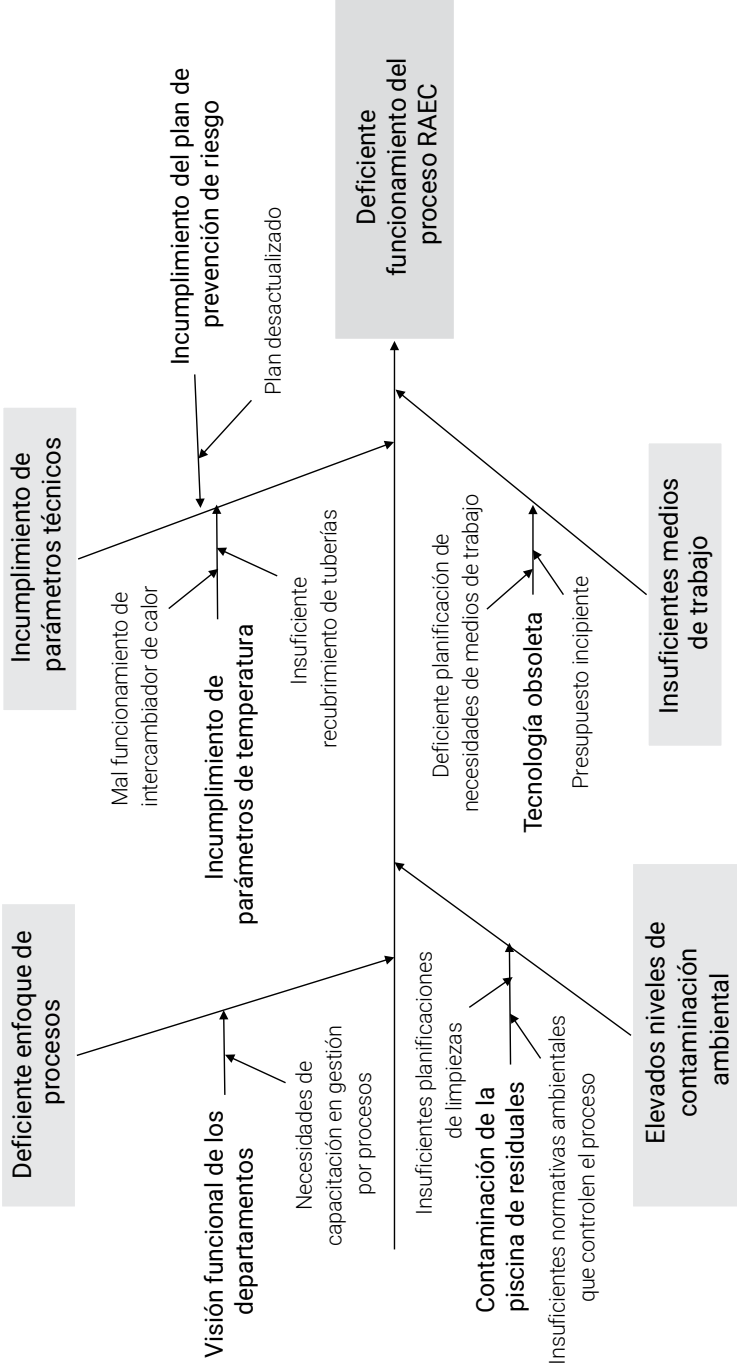 Deficiente enfoque de
procesos
Incumplimiento de
parámetros técnicos
Visión funcional de los
departamentos
Necesidades de
capacitación en gestión
por procesos
Mal funcionamiento de
intercambiador de calor
Incumplimiento de
parámetros de temperatura
Insuficiente
recubrimiento de tuberías
Incumplimiento del plan de
prevención de riesgo
Plan desactualizado
Deficiente
funcionamiento del
proceso RAEC
Insuficientes planificaciones
de limpiezas
Contaminación de la
piscina de residuales
Insuficientes normativas ambientales
que controlen el proceso
Deficiente planificación de
necesidades de medios de trabajo
Tecnología obsoleta
Presupuesto incipiente
Elevados niveles de
contaminación
ambiental
Insuficientes medios
de trabajo